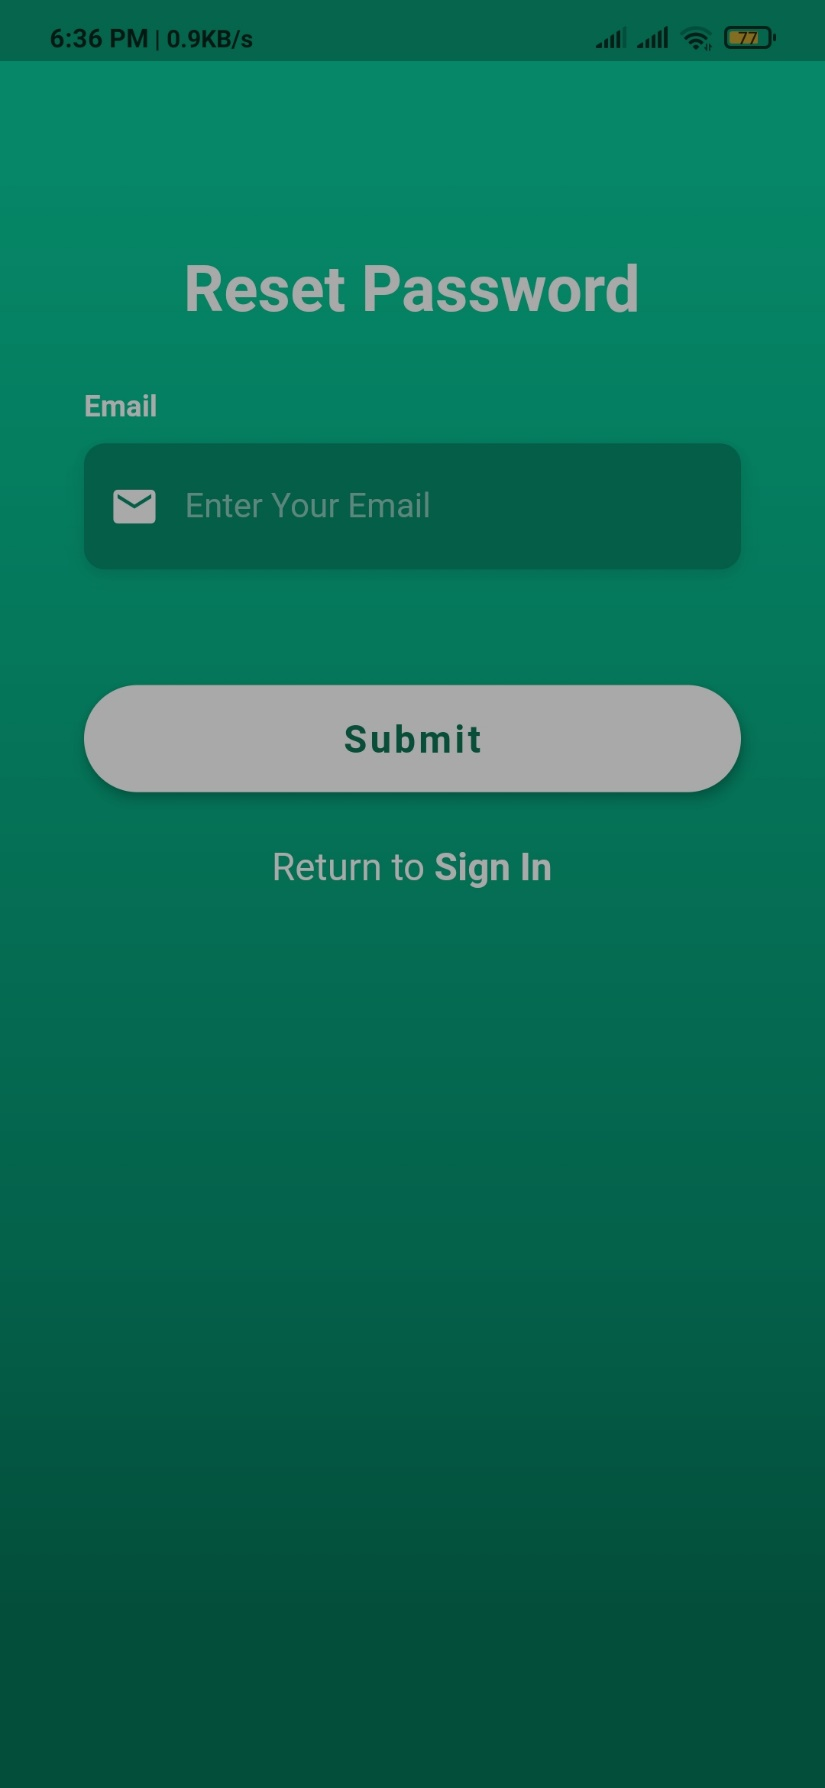 6:36 PM | 0.9KB/s 77
Reset Password
Email
Enter Your Email
Submit
Return to Sign In